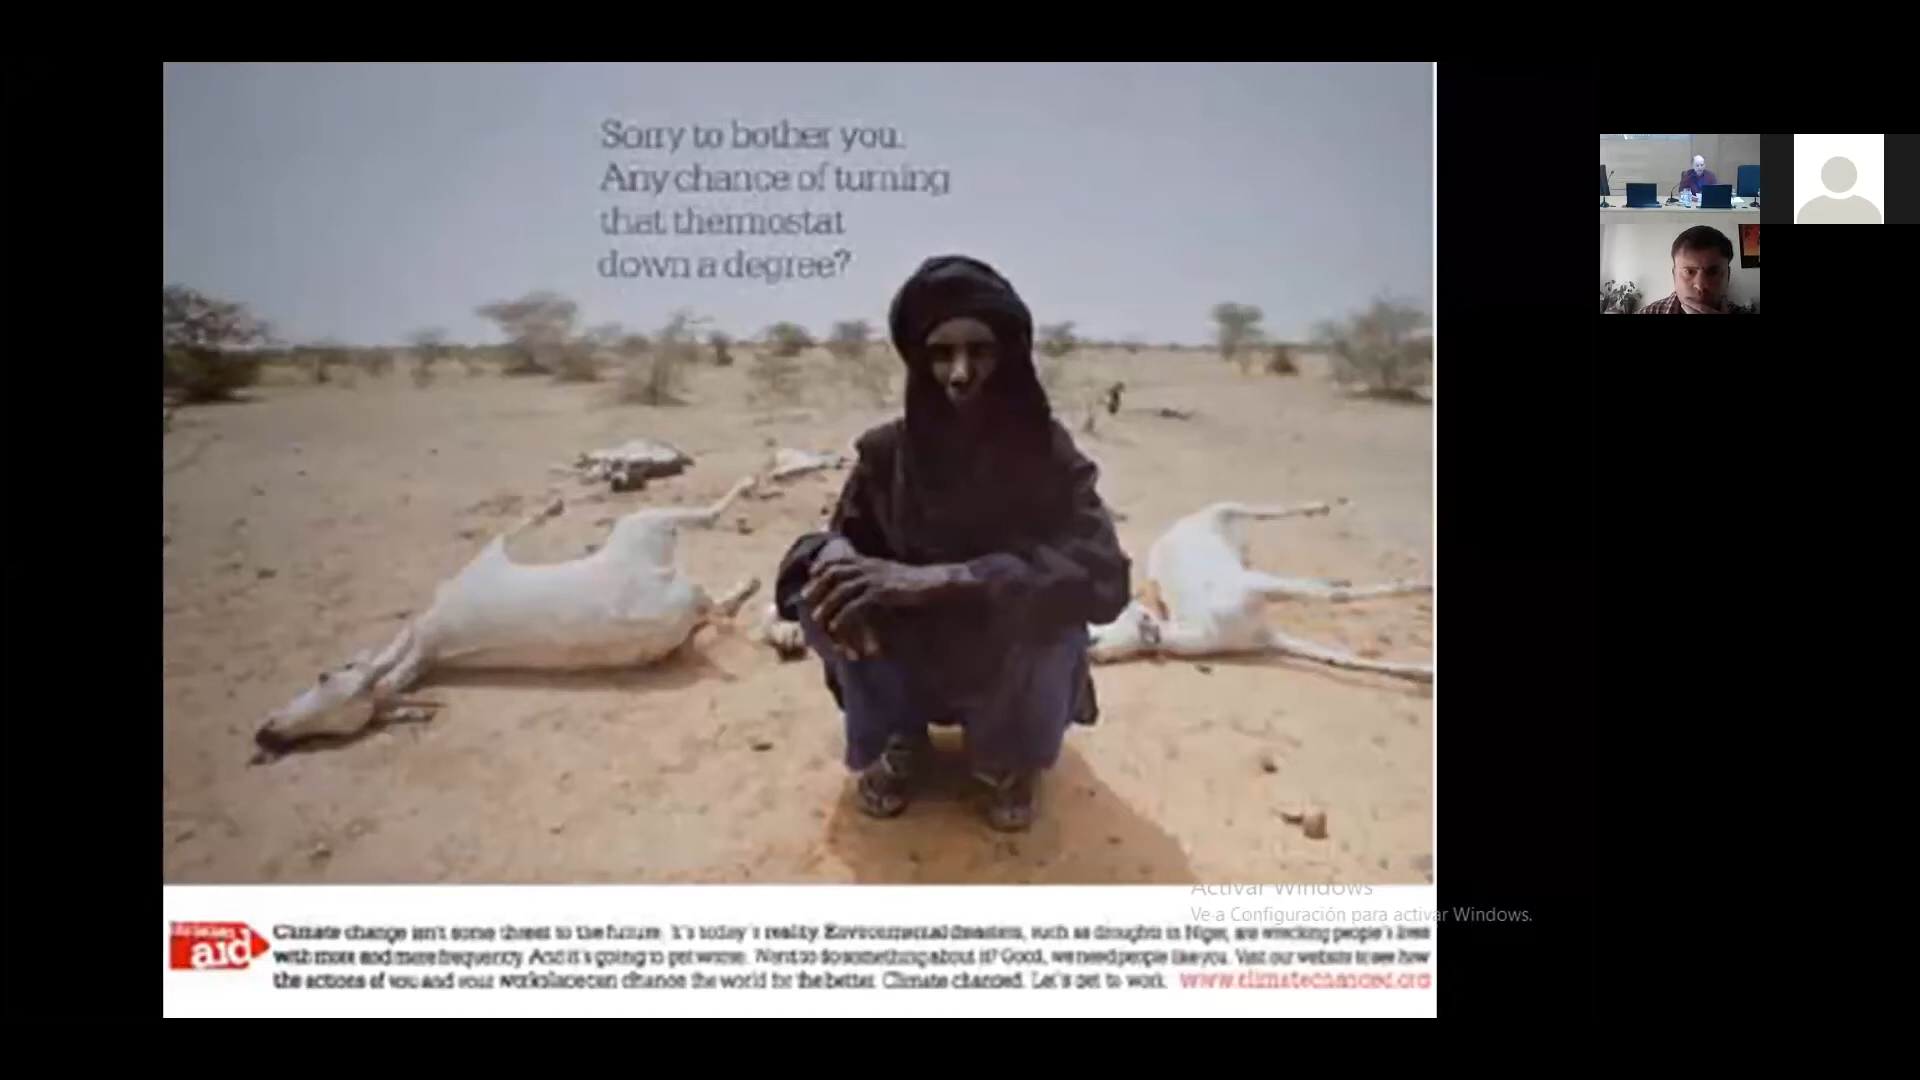 Sorry to bother you.
Any chance of turning
that thermostat
down a degree?
Activar Windows
Ve a Configuración para activar Windows.
aid
Climate change isn't some threat to the future. It's today's reality. Environmental disasters, such as droughts in Niger, are wrecking people's lives
with more and more frequency. And it's going to get worse. Want to do something about it? Good, we need people like you. Visit our website to see how
the actions of you and your workplace can change the world for the better. Climate changed. Let's get to work. www.climatechanged.org